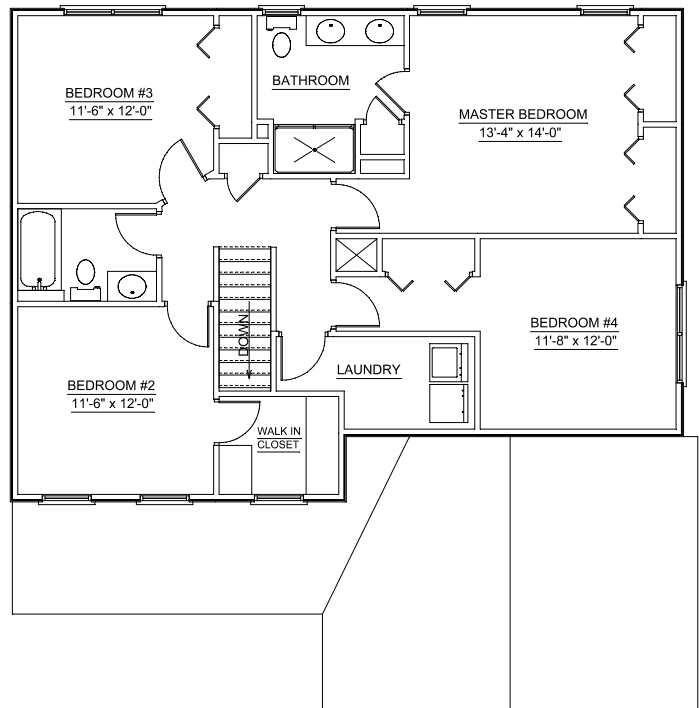 BEDROOM #3
11'-6" x 12'-0"
BATHROOM
MASTER BEDROOM
13'-4" x 14'-0"
BEDROOM #4
11'-8" x 12'-0"
DOWN
LAUNDRY
BEDROOM #2
11'-6" x 12'-0"
WALK IN
CLOSET